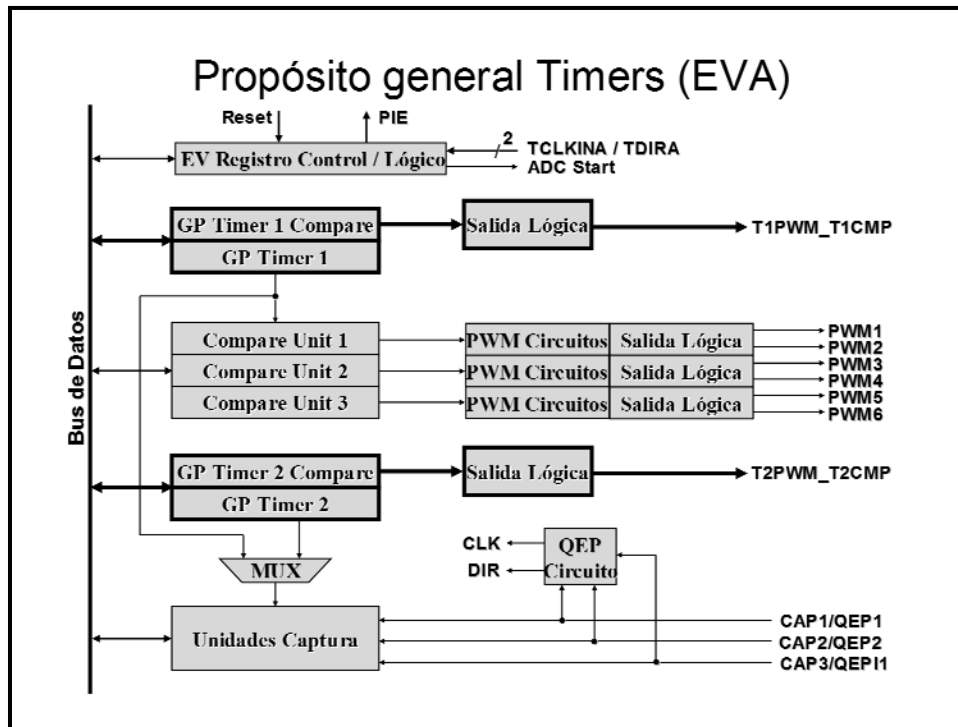 Propósito general Timers (EVA)
Reset
PIE
EV Registro Control / Lógico
2
TCLKINA / TDIRA
ADC Start
GP Timer 1 Compare
Salida Lógica
T1PWM_T1CMP
GP Timer 1
Bus de Datos
Compare Unit 1
PWM Circuitos
Salida Lógica
PWM1
PWM2
Compare Unit 2
PWM Circuitos
Salida Lógica
PWM3
PWM4
Compare Unit 3
PWM Circuitos
Salida Lógica
PWM5
PWM6
GP Timer 2 Compare
Salida Lógica
T2PWM_T2CMP
GP Timer 2
CLK
DIR
QEP
Circuito
MUX
Unidades Captura
CAP1/QEP1
CAP2/QEP2
CAP3/QEPI1